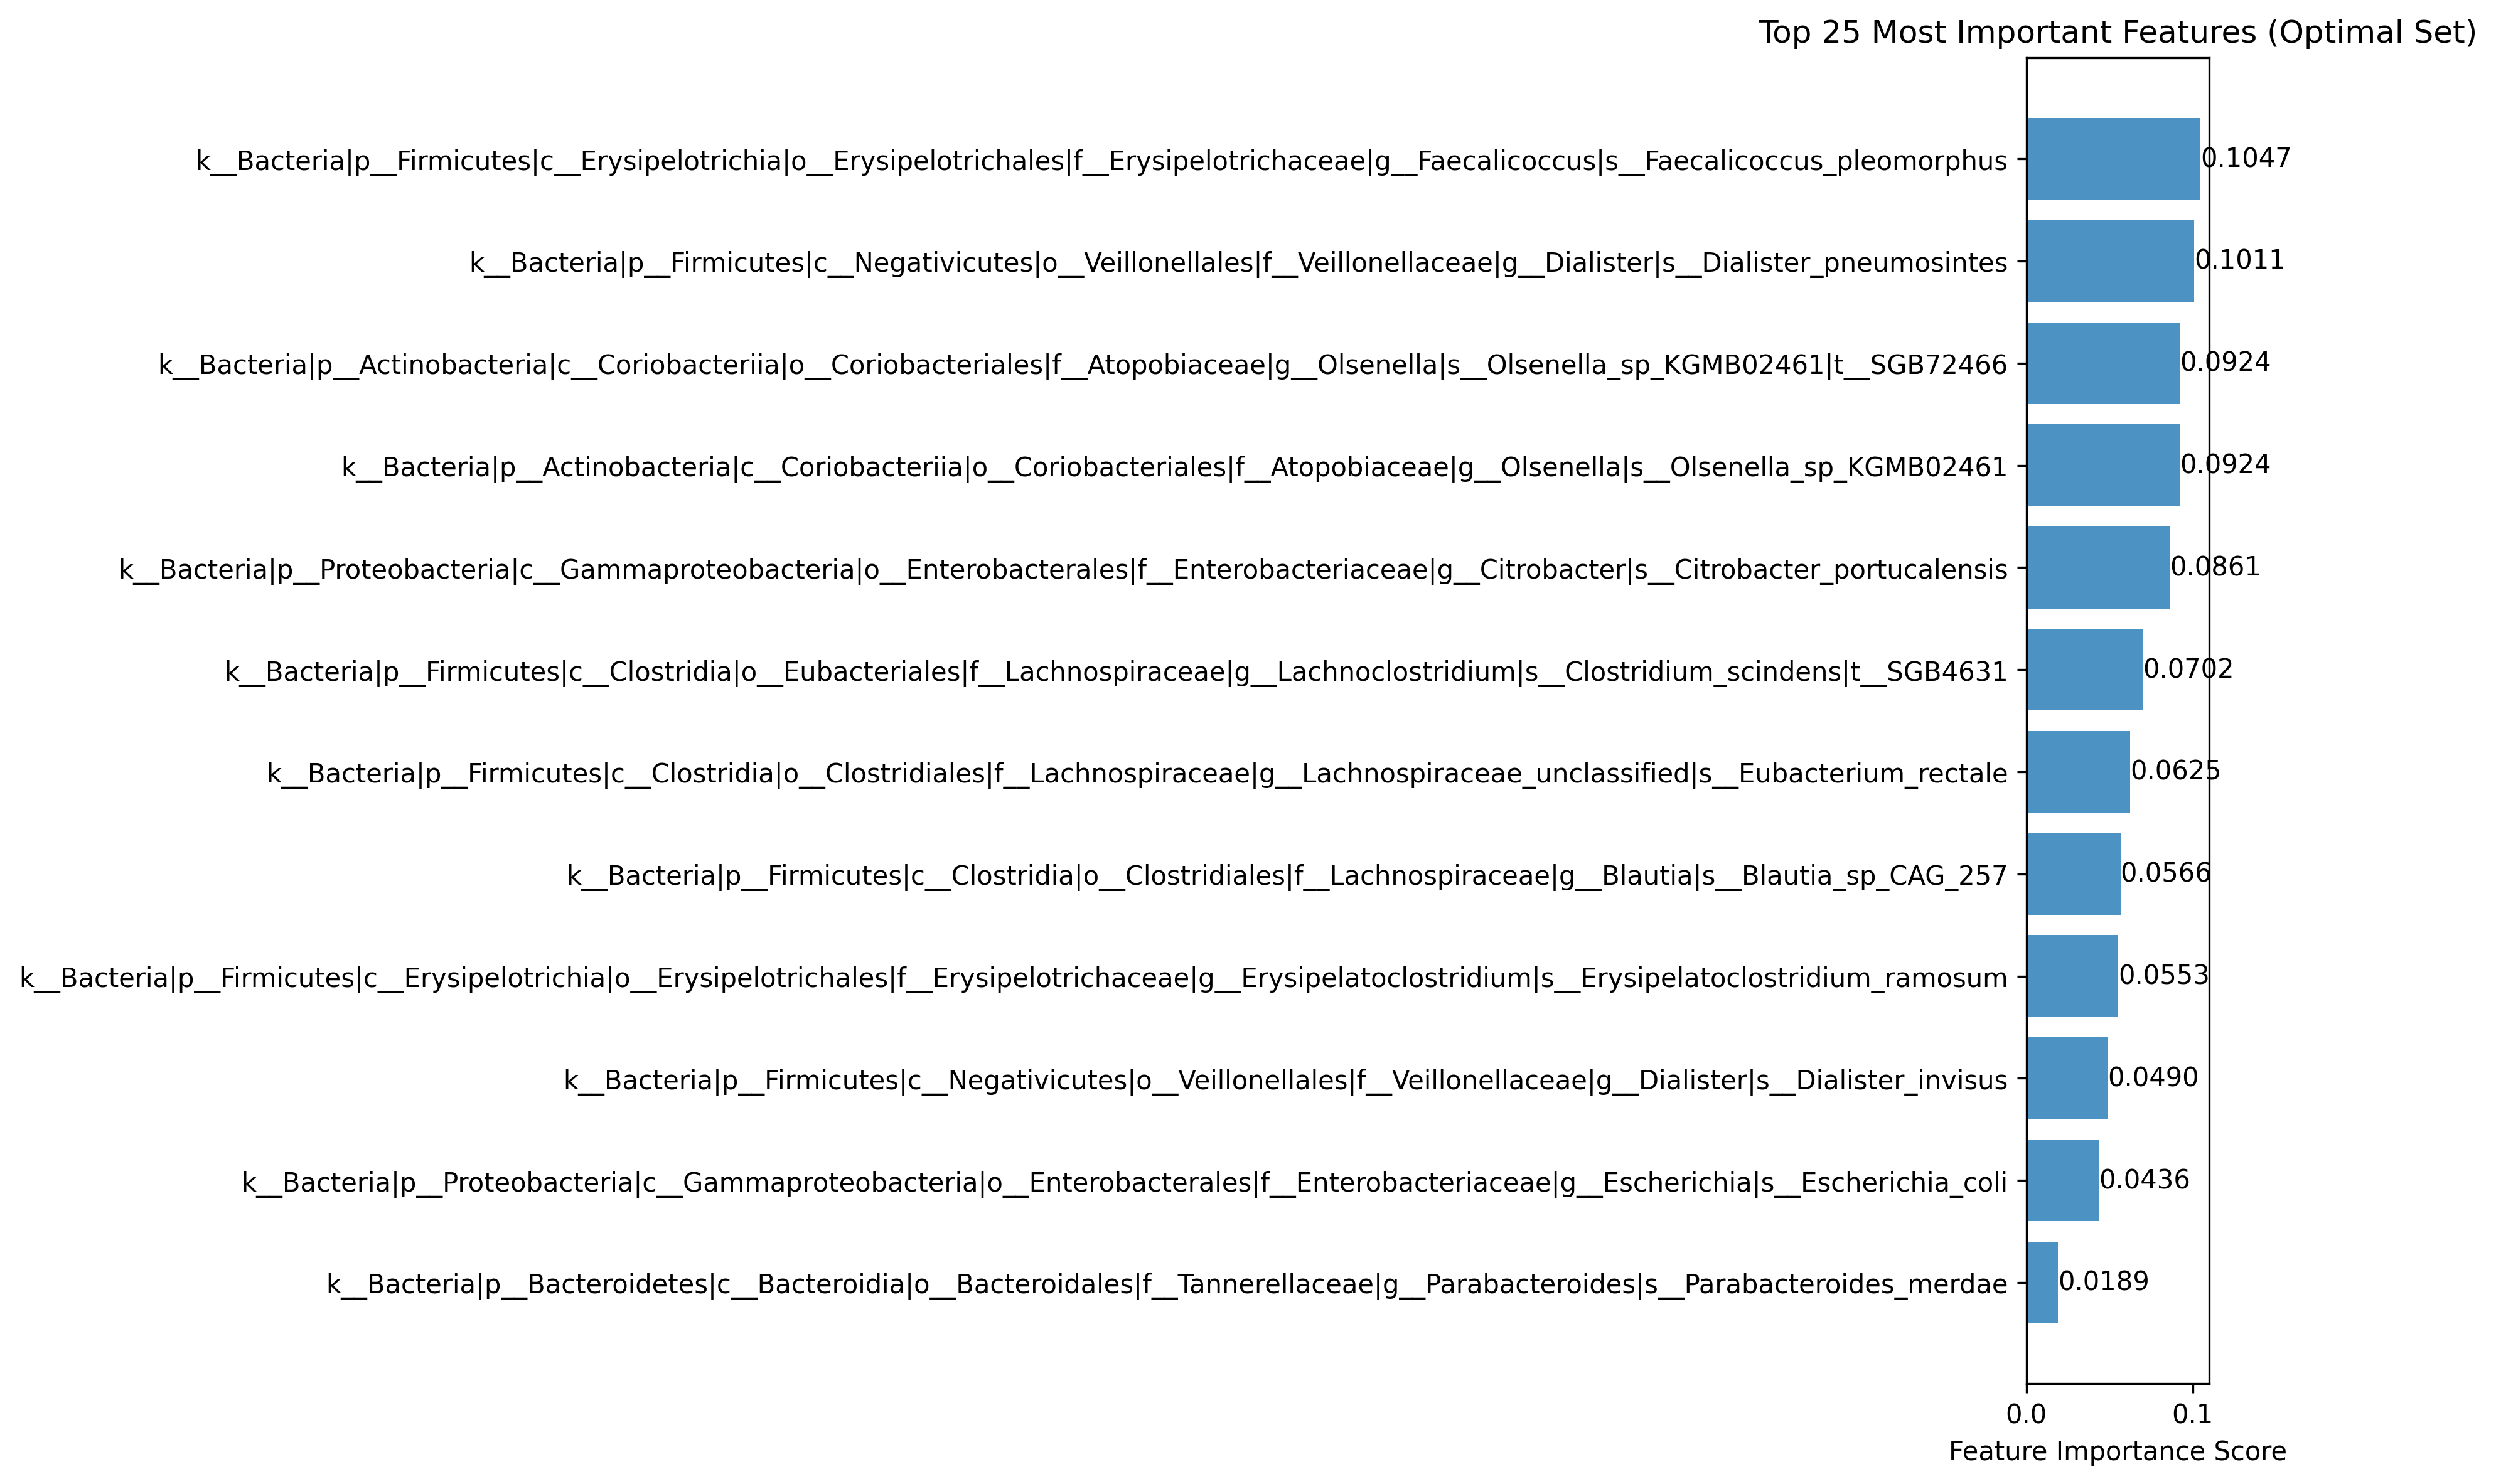 Top 25 Most Important Features (Optimal Set)
k__Bacteria|p__Firmicutes|c__Erysipelotrichia|o__Erysipelotrichales|f__Erysipelotrichaceae|g__Faecalicoccus|s__Faecalicoccus_pleomorphus 0.1047
k__Bacteria|p__Firmicutes|c__Negativicutes|o__Veillonellales|f__Veillonellaceae|g__Dialister|s__Dialister_pneumosintes 0.1011
k__Bacteria|p__Actinobacteria|c__Coriobacteriia|o__Coriobacteriales|f__Atopobiaceae|g__Olsenella|s__Olsenella_sp_KGMB02461|t__SGB72466 0.0924
k__Bacteria|p__Actinobacteria|c__Coriobacteriia|o__Coriobacteriales|f__Atopobiaceae|g__Olsenella|s__Olsenella_sp_KGMB02461 0.0924
k__Bacteria|p__Proteobacteria|c__Gammaproteobacteria|o__Enterobacterales|f__Enterobacteriaceae|g__Citrobacter|s__Citrobacter_portucalensis 0.0861
k__Bacteria|p__Firmicutes|c__Clostridia|o__Eubacteriales|f__Lachnospiraceae|g__Lachnoclostridium|s__Clostridium_scindens|t__SGB4631 0.0702
k__Bacteria|p__Firmicutes|c__Clostridia|o__Clostridiales|f__Lachnospiraceae|g__Lachnospiraceae_unclassified|s__Eubacterium_rectale 0.0625
k__Bacteria|p__Firmicutes|c__Clostridia|o__Clostridiales|f__Lachnospiraceae|g__Blautia|s__Blautia_sp_CAG_257 0.0566
k__Bacteria|p__Firmicutes|c__Erysipelotrichia|o__Erysipelotrichales|f__Erysipelotrichaceae|g__Erysipelatoclostridium|s__Erysipelatoclostridium_ramosum 0.0553
k__Bacteria|p__Firmicutes|c__Negativicutes|o__Veillonellales|f__Veillonellaceae|g__Dialister|s__Dialister_invisus 0.0490
k__Bacteria|p__Proteobacteria|c__Gammaproteobacteria|o__Enterobacterales|f__Enterobacteriaceae|g__Escherichia|s__Escherichia_coli 0.0436
k__Bacteria|p__Bacteroidetes|c__Bacteroidia|o__Bacteroidales|f__Tannerellaceae|g__Parabacteroides|s__Parabacteroides_merdae 0.0189
0.0 0.1
Feature Importance Score